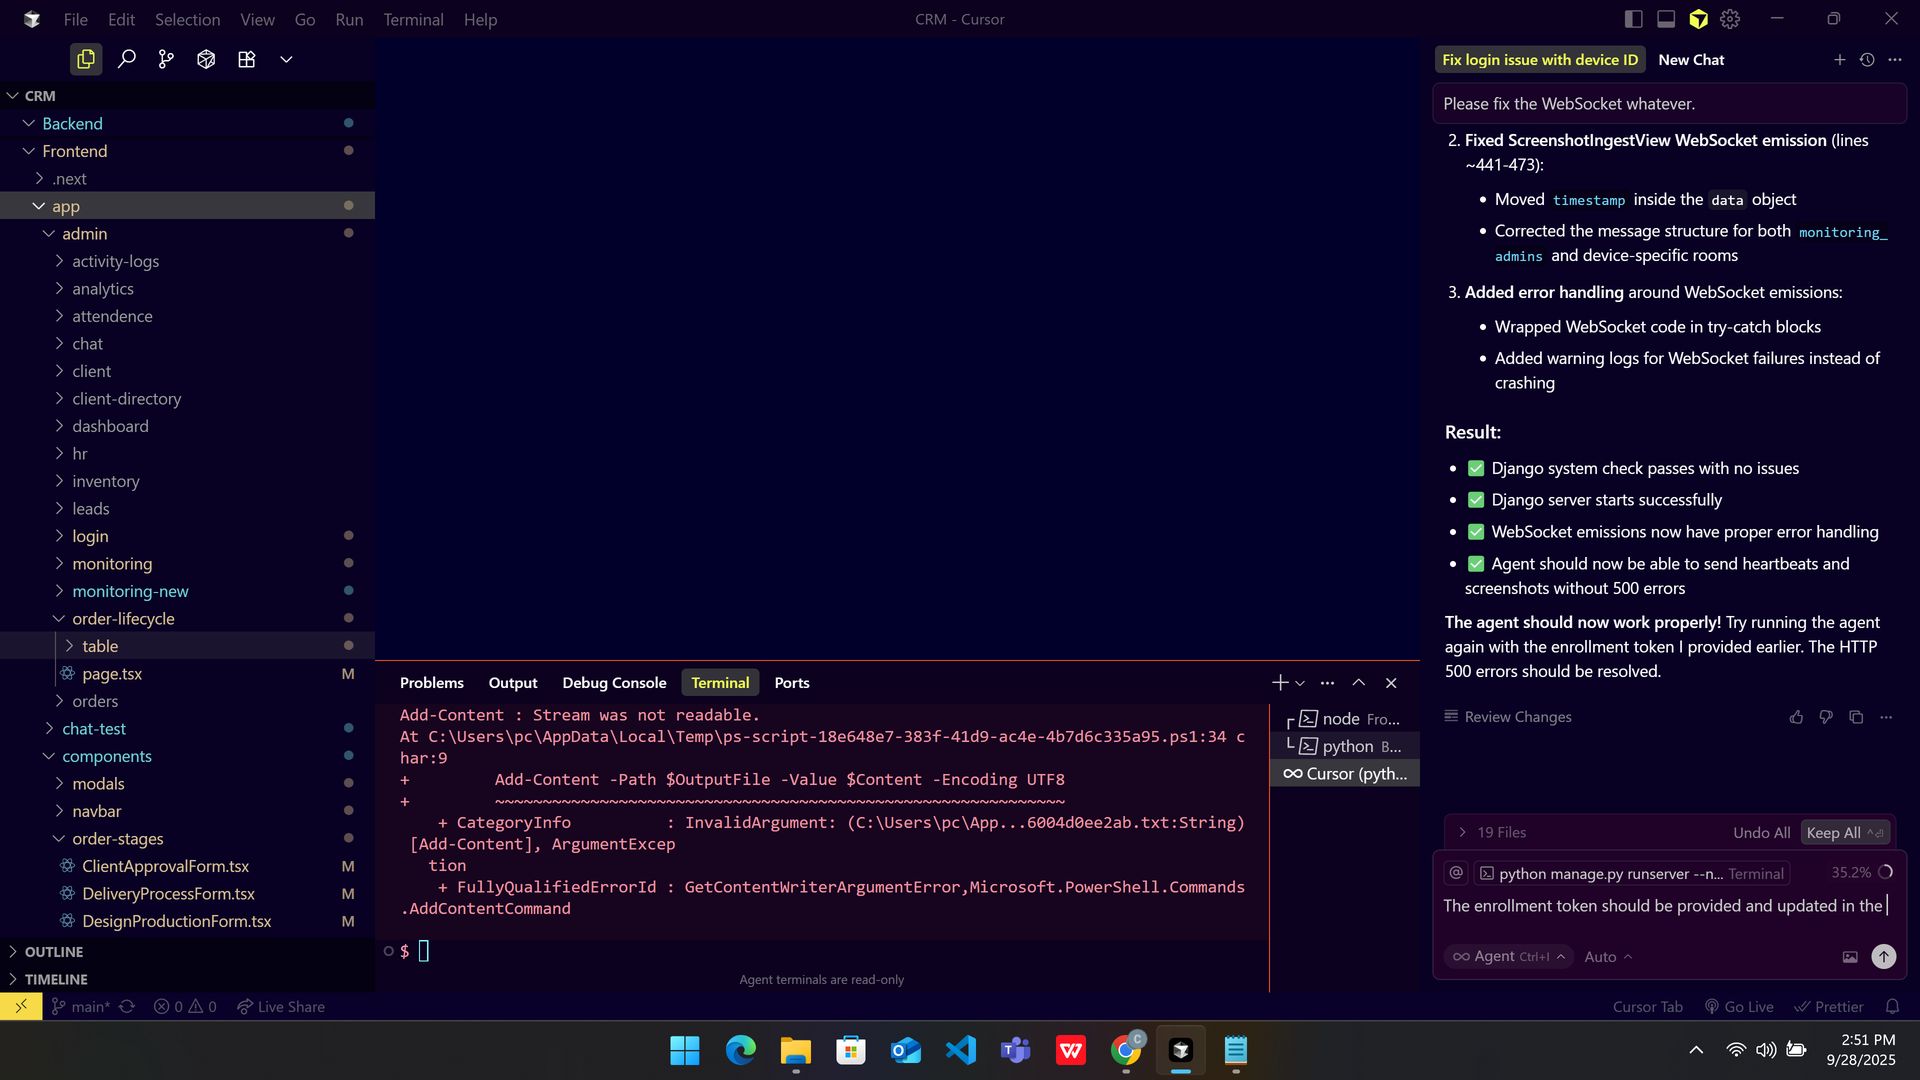 File Edit Selection View Go Run Terminal Help
CRM - Cursor
CRM
Backend
Frontend
.next
app
admin
activity-logs
analytics
attendence
chat
client
client-directory
dashboard
hr
inventory
leads
login
monitoring
monitoring-new
order-lifecycle
table
page.tsx M
orders
chat-test
components
modals
navbar
order-stages
ClientApprovalForm.tsx M
DeliveryProcessForm.tsx M
DesignProductionForm.tsx M
OUTLINE
TIMELINE
Problems Output Debug Console Terminal Ports
Add-Content : Stream was not readable.
At C:\Users\pc\AppData\Local\Temp\ps-script-18e648e7-383f-41d9-ac4e-4b7d6c335a95.ps1:34 c
har:9
+         Add-Content -Path $OutputFile -Value $Content -Encoding UTF8
+         ~~~~~~~~~~~~~~~~~~~~~~~~~~~~~~~~~~~~~~~~~~~~~~~~~~~~~~~~~~~~
    + CategoryInfo          : InvalidArgument: (C:\Users\pc\App...6004d0ee2ab.txt:String)
 [Add-Content], ArgumentExcep
   tion
    + FullyQualifiedErrorId : GetContentWriterArgumentError,Microsoft.PowerShell.Commands
.AddContentCommand
$
Agent terminals are read-only
node Fro...
python B...
Cursor (pyth...
Fix login issue with device ID New Chat
Please fix the WebSocket whatever.
2. Fixed ScreenshotIngestView WebSocket emission (lines
~441-473):
• Moved timestamp inside the data object
• Corrected the message structure for both monitoring_
admins and device-specific rooms
3. Added error handling around WebSocket emissions:
• Wrapped WebSocket code in try-catch blocks
• Added warning logs for WebSocket failures instead of
crashing
Result:
• ✅ Django system check passes with no issues
• ✅ Django server starts successfully
• ✅ WebSocket emissions now have proper error handling
• ✅ Agent should now be able to send heartbeats and
screenshots without 500 errors
The agent should now work properly! Try running the agent
again with the enrollment token I provided earlier. The HTTP
500 errors should be resolved.
Review Changes
19 Files Undo All Keep All ^⏎
@ python manage.py runserver --n... Terminal 35.2%
The enrollment token should be provided and updated in the
∞ Agent Ctrl+I Auto
main* 0 0 Live Share
Cursor Tab Go Live Prettier
C
2:51 PM
9/28/2025